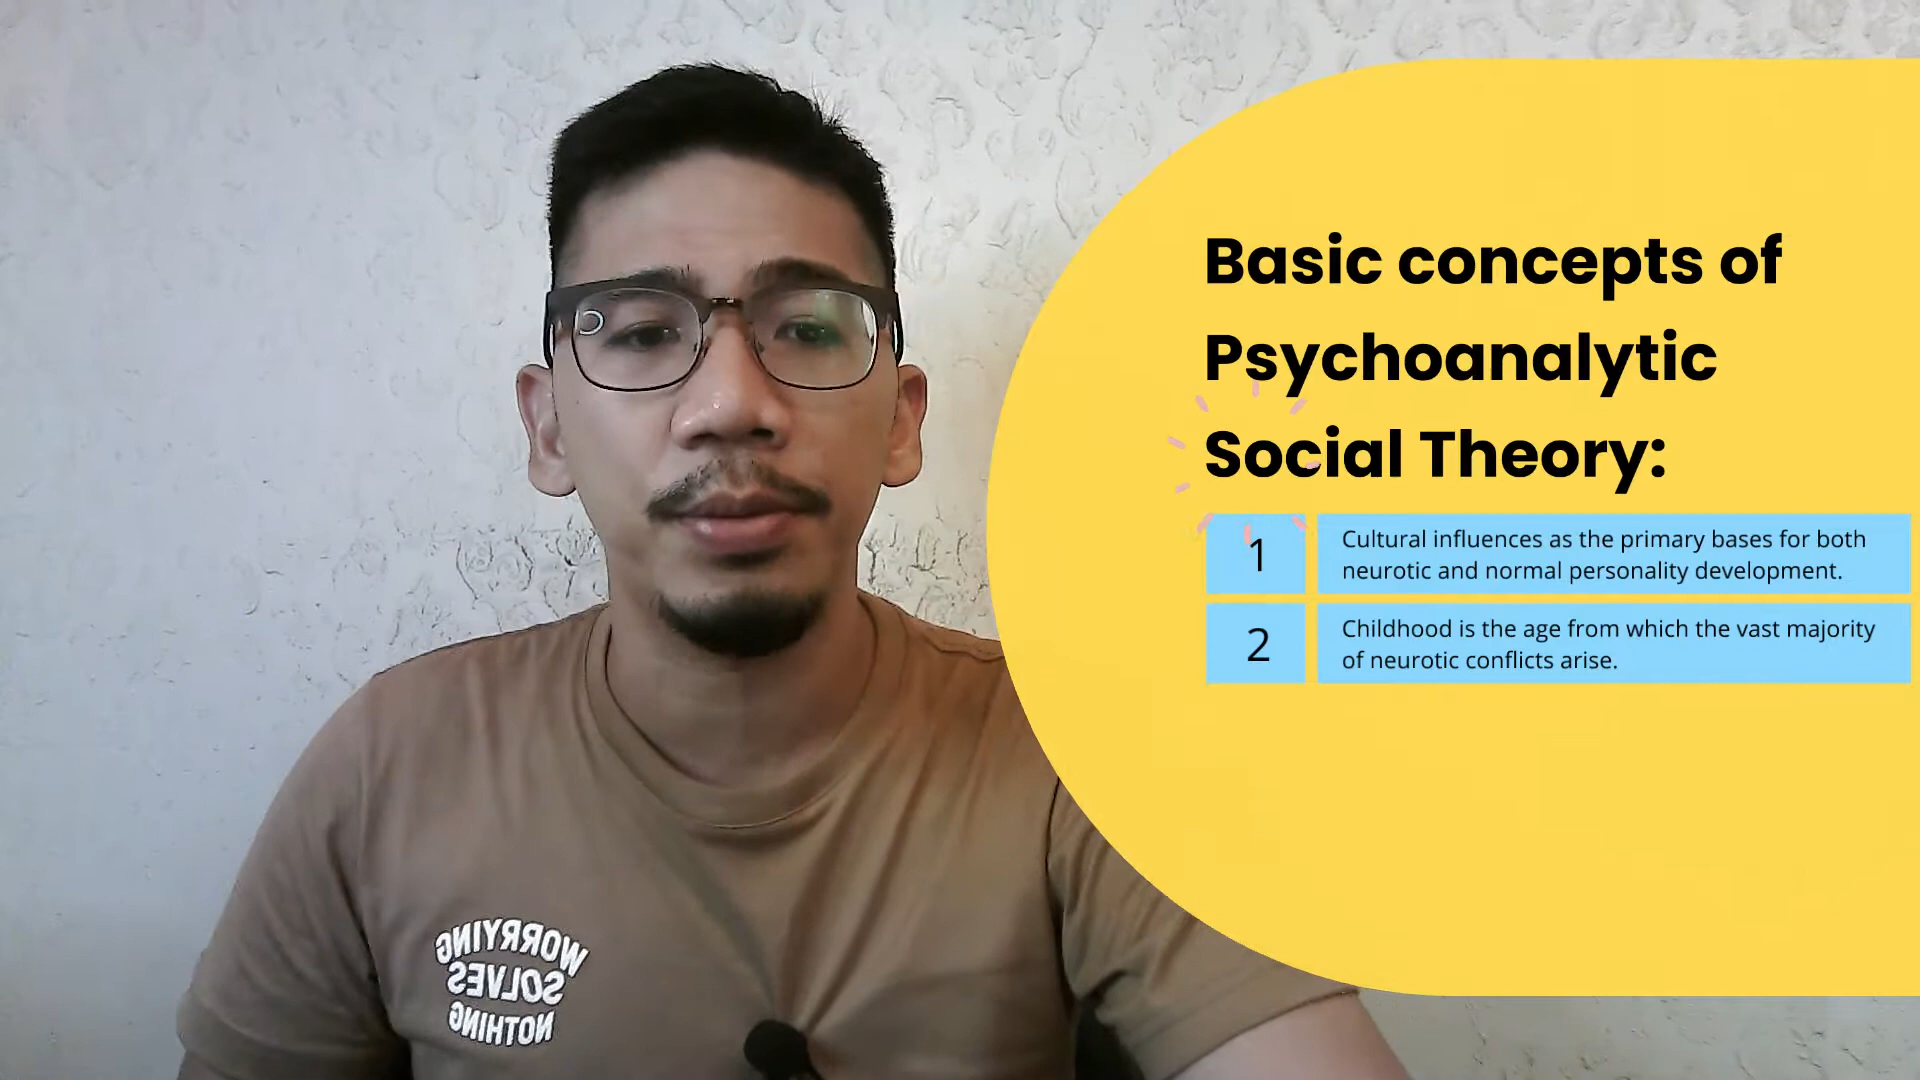 Basic concepts of
Psychoanalytic
Social Theory:
1
Cultural influences as the primary bases for both
neurotic and normal personality development.
2
Childhood is the age from which the vast majority
of neurotic conflicts arise.
WORRYING
SOLVES
NOTHING